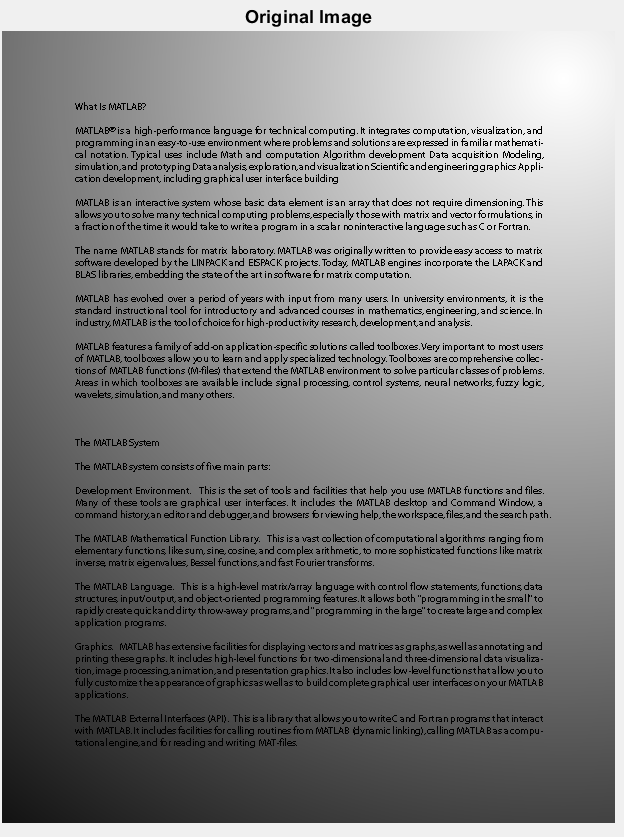 Original Image
What Is MATLAB?
MATLAB® is a high-performance language for technical computing. It integrates computation, visualization, and
programming in an easy-to-use environment where problems and solutions are expressed in familiar mathemati-
cal notation. Typical uses include Math and computation Algorithm development Data acquisition Modeling,
simulation, and prototyping Data analysis, exploration, and visualization Scientific and engineering graphics Appli-
cation development, including graphical user interface building
MATLAB is an interactive system whose basic data element is an array that does not require dimensioning. This
allows you to solve many technical computing problems, especially those with matrix and vector formulations, in
a fraction of the time it would take to write a program in a scalar noninteractive language such as C or Fortran.
The name MATLAB stands for matrix laboratory. MATLAB was originally written to provide easy access to matrix
software developed by the LINPACK and EISPACK projects. Today, MATLAB engines incorporate the LAPACK and
BLAS libraries, embedding the state of the art in software for matrix computation.
MATLAB has evolved over a period of years with input from many users. In university environments, it is the
standard instructional tool for introductory and advanced courses in mathematics, engineering, and science. In
industry, MATLAB is the tool of choice for high-productivity research, development, and analysis.
MATLAB features a family of add-on application-specific solutions called toolboxes. Very important to most users
of MATLAB, toolboxes allow you to learn and apply specialized technology. Toolboxes are comprehensive collec-
tions of MATLAB functions (M-files) that extend the MATLAB environment to solve particular classes of problems.
Areas in which toolboxes are available include signal processing, control systems, neural networks, fuzzy logic,
wavelets, simulation, and many others.
The MATLAB System
The MATLAB system consists of five main parts:
Development Environment. This is the set of tools and facilities that help you use MATLAB functions and files.
Many of these tools are graphical user interfaces. It includes the MATLAB desktop and Command Window, a
command history, an editor and debugger, and browsers for viewing help, the workspace, files, and the search path.
The MATLAB Mathematical Function Library. This is a vast collection of computational algorithms ranging from
elementary functions, like sum, sine, cosine, and complex arithmetic, to more sophisticated functions like matrix
inverse, matrix eigenvalues, Bessel functions, and fast Fourier transforms.
The MATLAB Language. This is a high-level matrix/array language with control flow statements, functions, data
structures, input/output, and object-oriented programming features. It allows both "programming in the small" to
rapidly create quick and dirty throw-away programs, and "programming in the large" to create large and complex
application programs.
Graphics. MATLAB has extensive facilities for displaying vectors and matrices as graphs, as well as annotating and
printing these graphs. It includes high-level functions for two-dimensional and three-dimensional data visualiza-
tion, image processing, animation, and presentation graphics. It also includes low-level functions that allow you to
fully customize the appearance of graphics as well as to build complete graphical user interfaces on your MATLAB
applications.
The MATLAB External Interfaces (API). This is a library that allows you to write C and Fortran programs that interact
with MATLAB. It includes facilities for calling routines from MATLAB (dynamic linking), calling MATLAB as a compu-
tational engine, and for reading and writing MAT-files.